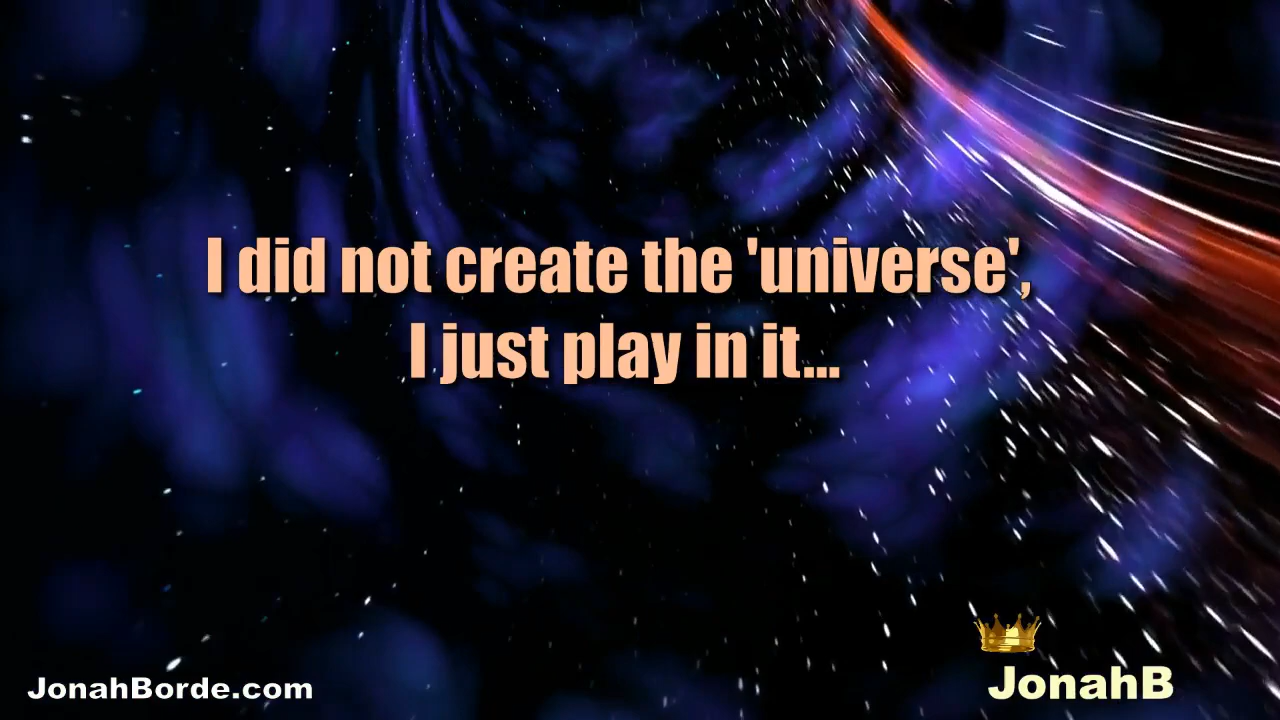 I did not create the 'universe',
I just play in it...
JonahBorde.com
JonahB